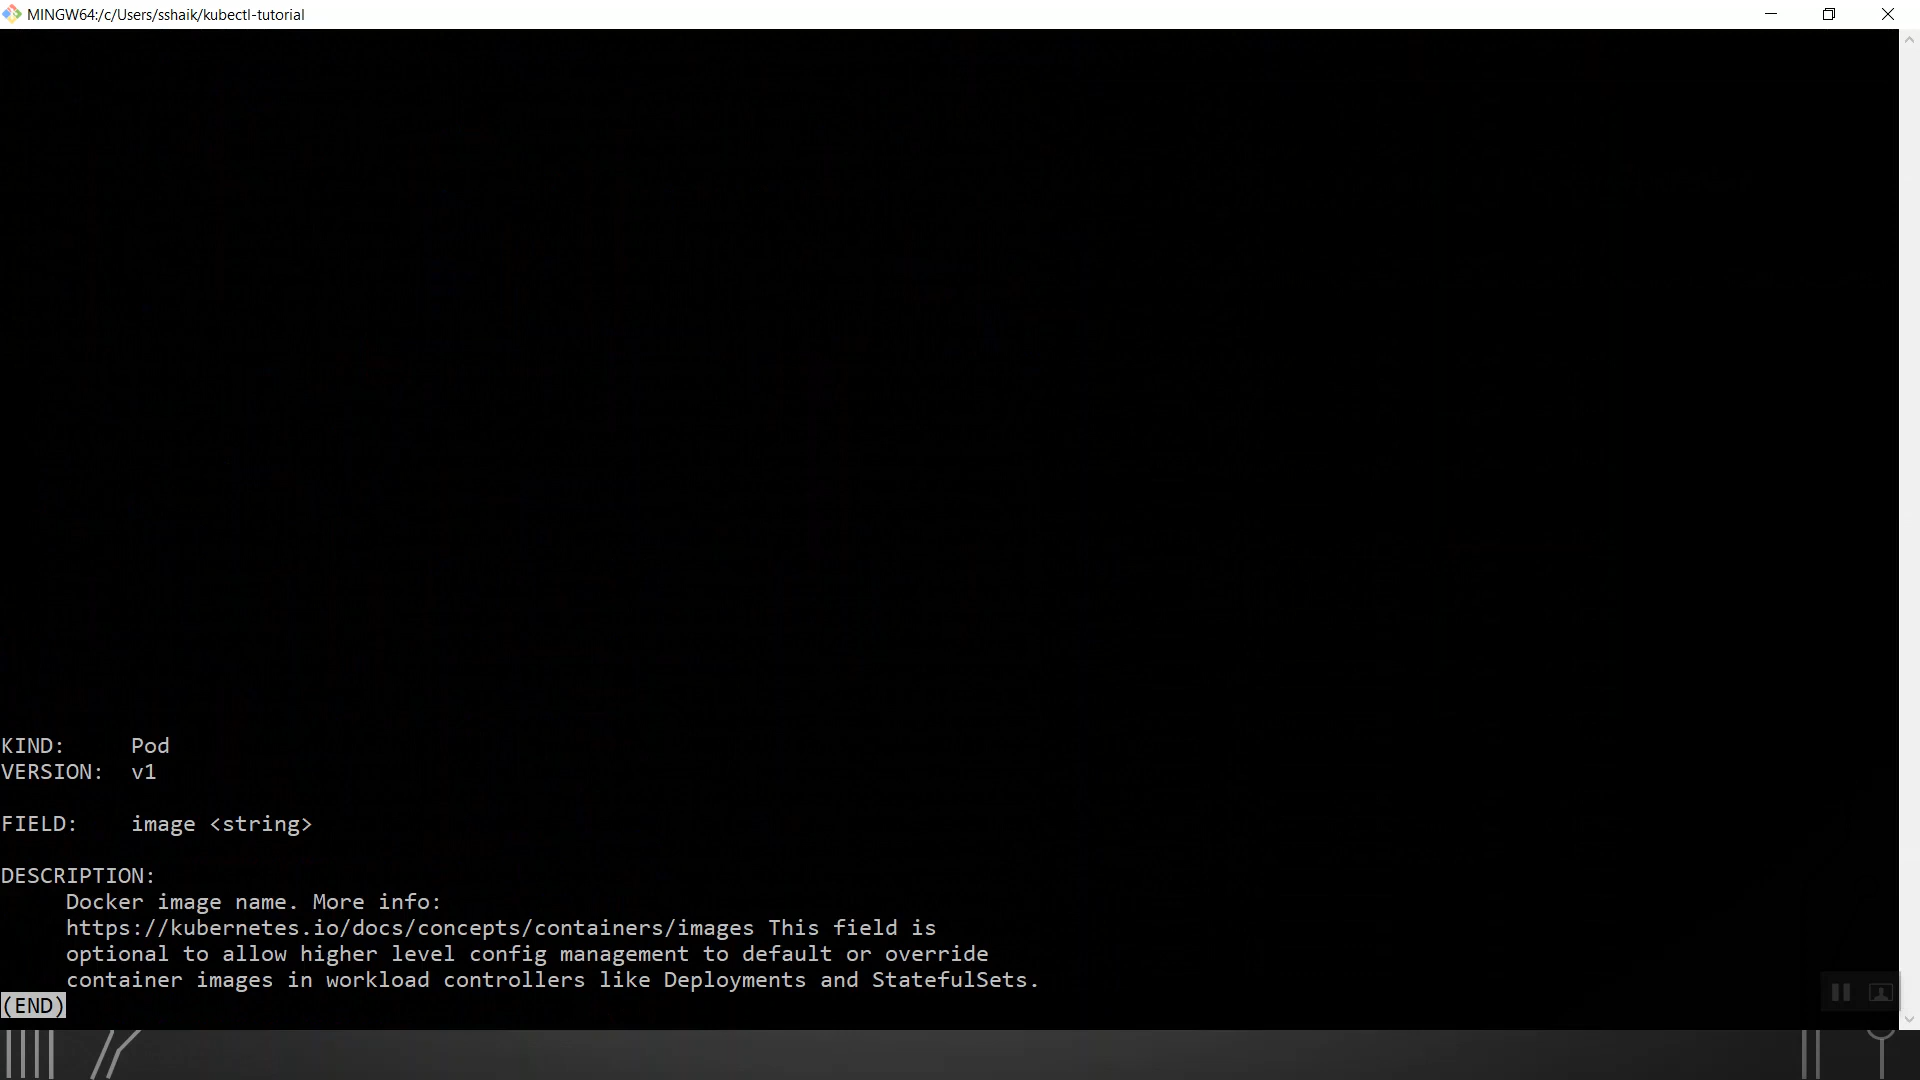 MINGW64:/c/Users/sshaik/kubectl-tutorial
KIND:     Pod
VERSION:  v1
FIELD:    image <string>
DESCRIPTION:
     Docker image name. More info:
     https://kubernetes.io/docs/concepts/containers/images This field is
     optional to allow higher level config management to default or override
     container images in workload controllers like Deployments and StatefulSets.
(END)